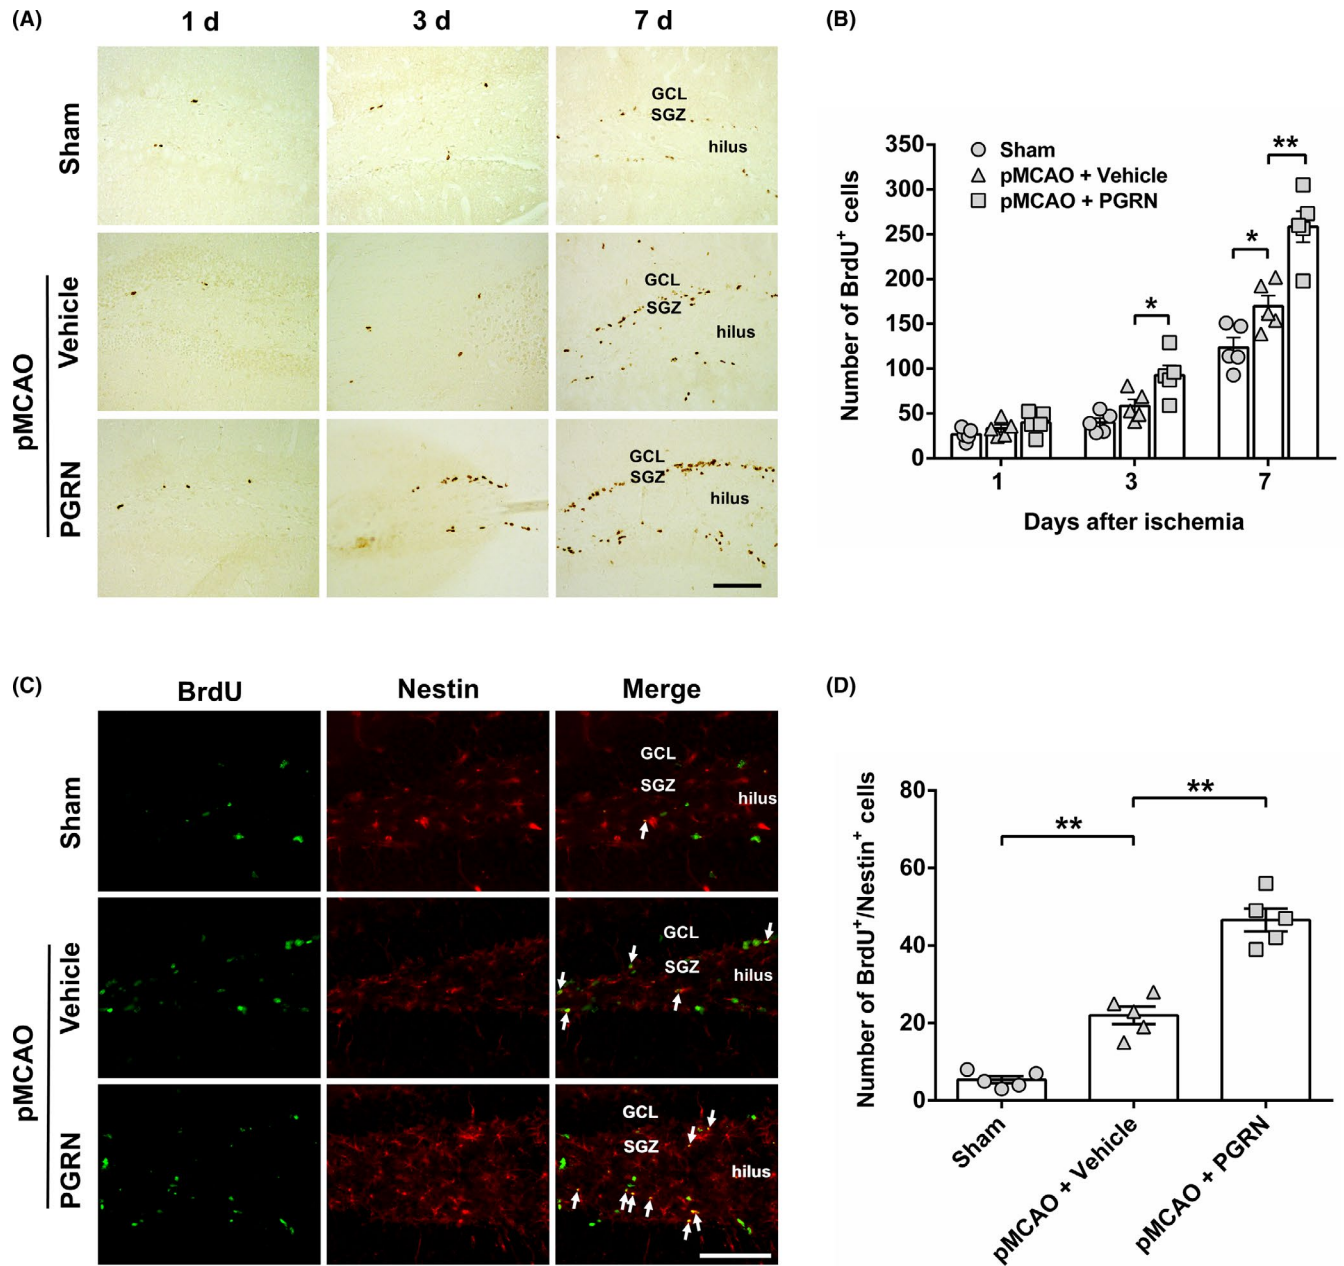 (A)
1 d
3 d
7 d
Sham
GCL
SGZ
hilus
pMCAO
Vehicle
GCL
SGZ
hilus
PGRN
GCL
SGZ
hilus
(B)
Number of BrdU⁺ cells
350
300
250
200
150
100
50
0
Sham
pMCAO + Vehicle
pMCAO + PGRN
*
*
**
1
3
7
Days after ischemia
(C)
BrdU
Nestin
Merge
Sham
GCL
SGZ
hilus
pMCAO
Vehicle
GCL
SGZ
hilus
PGRN
GCL
SGZ
hilus
(D)
Number of BrdU⁺/Nestin⁺ cells
80
60
40
20
0
**
**
Sham
pMCAO + Vehicle
pMCAO + PGRN